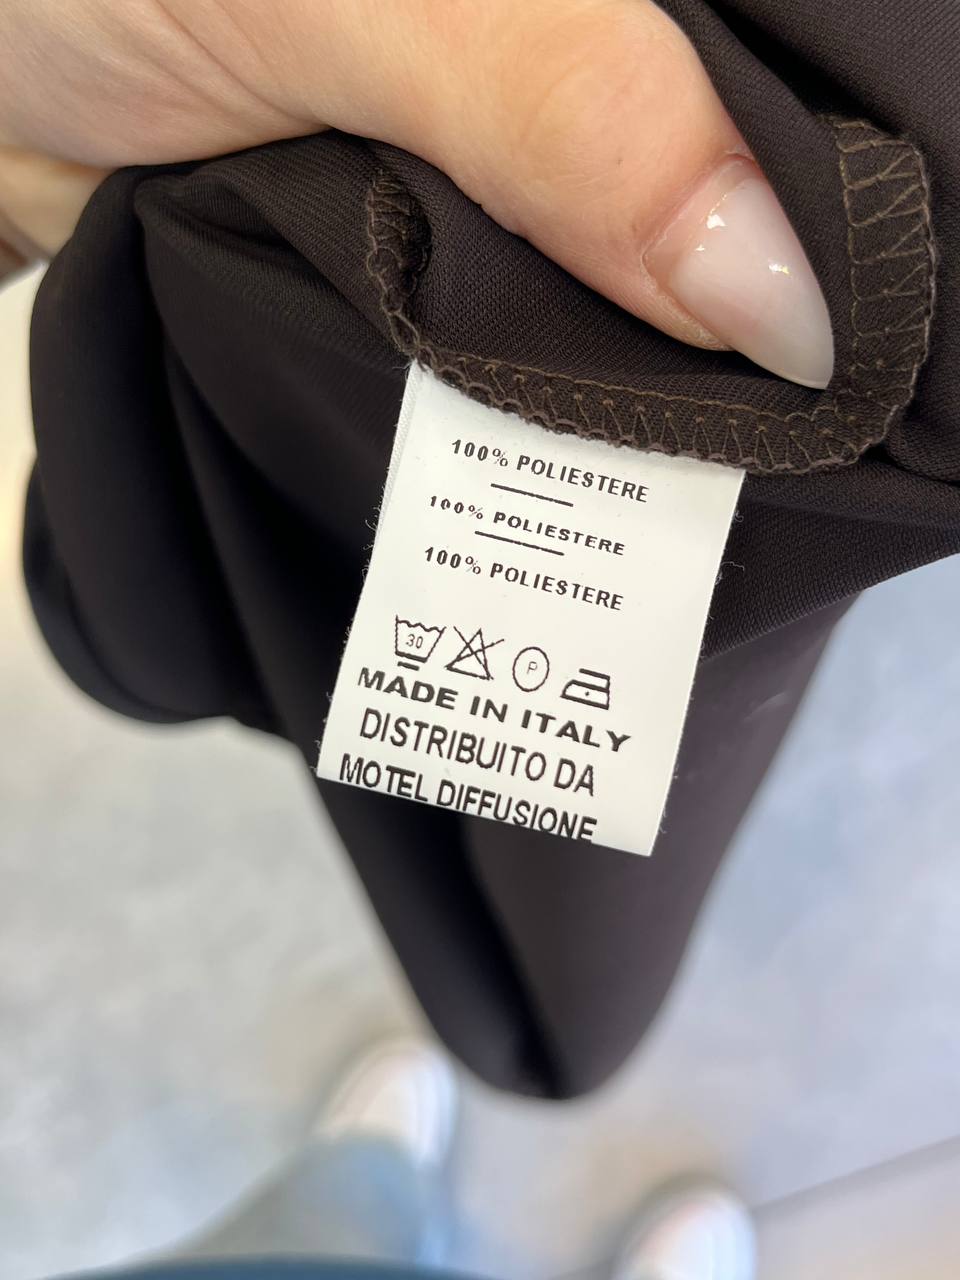 100% POLIESTERE
100% POLIESTERE
100% POLIESTERE
30 P
MADE IN ITALY
DISTRIBUITO DA
MOTEL DIFFUSIONE